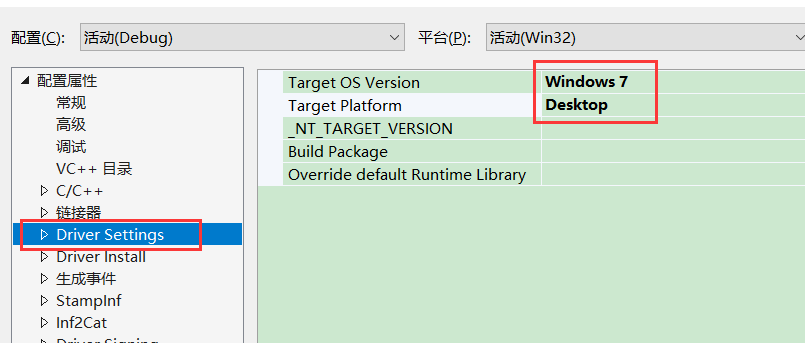 配置(C): 活动(Debug) 平台(P): 活动(Win32)
配置属性
常规
高级
调试
VC++ 目录
C/C++
链接器
Driver Settings
Driver Install
生成事件
StampInf
Inf2Cat
Driver Signing
Target OS Version Windows 7
Target Platform Desktop
_NT_TARGET_VERSION
Build Package
Override default Runtime Library